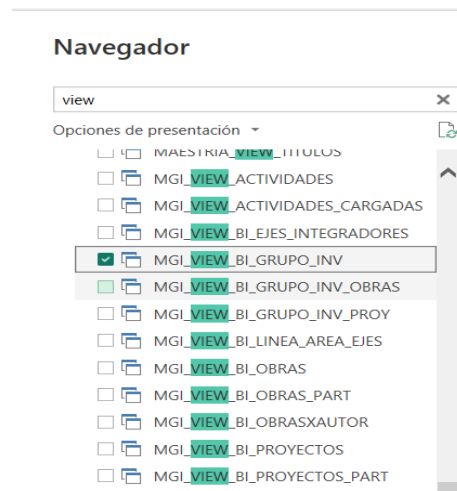 Navegador
view
Opciones de presentación
MAESTRIA_VIEW_TITULOS
MGI_VIEW_ACTIVIDADES
MGI_VIEW_ACTIVIDADES_CARGADAS
MGI_VIEW_BI_EJES_INTEGRADORES
MGI_VIEW_BI_GRUPO_INV
MGI_VIEW_BI_GRUPO_INV_OBRAS
MGI_VIEW_BI_GRUPO_INV_PROY
MGI_VIEW_BI_LINEA_AREA_EJES
MGI_VIEW_BI_OBRAS
MGI_VIEW_BI_OBRAS_PART
MGI_VIEW_BI_OBRASXAUTOR
MGI_VIEW_BI_PROYECTOS
MGI_VIEW_BI_PROYECTOS_PART